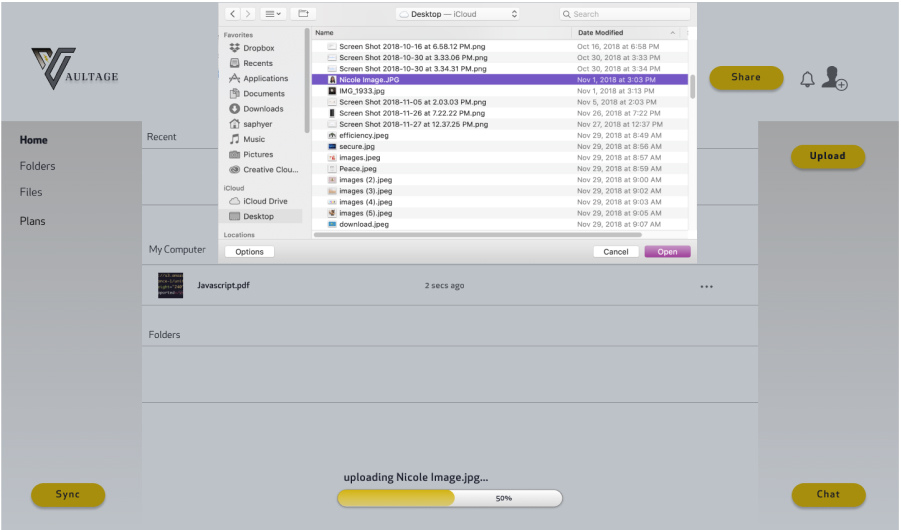 Desktop — iCloud
Search
Favorites
Dropbox
Recents
Applications
Documents
Downloads
saphyer
Music
Pictures
Creative Clou...
iCloud
iCloud Drive
Desktop
Locations
Name Date Modified
Screen Shot 2018-10-16 at 6.58.12 PM.png Oct 16, 2018 at 6:58 PM
Screen Shot 2018-10-30 at 3.33.06 PM.png Oct 30, 2018 at 3:33 PM
Screen Shot 2018-10-30 at 3.34.31 PM.png Oct 30, 2018 at 3:34 PM
Nicole Image.JPG Nov 1, 2018 at 3:03 PM
IMG_1933.jpg Nov 1, 2018 at 3:13 PM
Screen Shot 2018-11-05 at 2.03.03 PM.png Nov 5, 2018 at 2:03 PM
Screen Shot 2018-11-26 at 7.22.22 PM.png Nov 26, 2018 at 7:22 PM
Screen Shot 2018-11-27 at 12.37.25 PM.png Nov 27, 2018 at 12:37 PM
efficiency.jpeg Nov 29, 2018 at 8:49 AM
secure.jpg Nov 29, 2018 at 8:56 AM
images.jpeg Nov 29, 2018 at 8:57 AM
Peace.jpeg Nov 29, 2018 at 8:59 AM
images (2).jpeg Nov 29, 2018 at 9:00 AM
images (3).jpeg Nov 29, 2018 at 9:02 AM
images (4).jpeg Nov 29, 2018 at 9:03 AM
images (5).jpeg Nov 29, 2018 at 9:05 AM
download.jpeg Nov 29, 2018 at 9:07 AM
Options
Cancel
Open
VAULTAGE
Share
Home
Folders
Files
Plans
Recent
Upload
My Computer
Javascript.pdf 2 secs ago
Folders
uploading Nicole Image.jpg...
50%
Sync
Chat